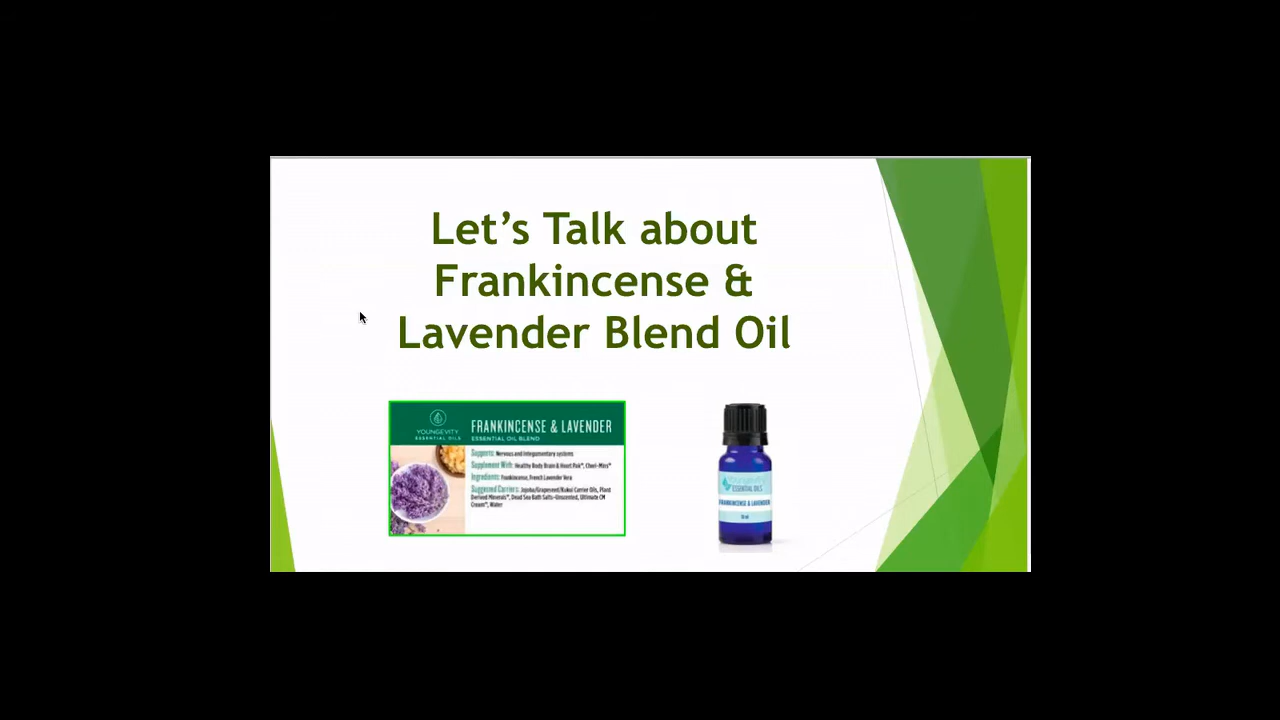 Let's Talk about
Frankincense &
Lavender Blend Oil
YOUNGEVITY
ESSENTIAL OILS
FRANKINCENSE & LAVENDER
ESSENTIAL OIL BLEND
Supports: Nervous and integumentary systems
Supplement With: Healthy Body Brain & Heart Pak™, Cheri-Mins™
Ingredients: Frankincense, French Lavender Vera
Suggested Carriers: Jojoba/Grapeseed/Kukui Carrier Oils, Plant
Derived Minerals™, Dead Sea Bath Salts-Unscented, Ultimate CM
Cream™, Water
ESSENTIAL OILS
FRANKINCENSE & LAVENDER